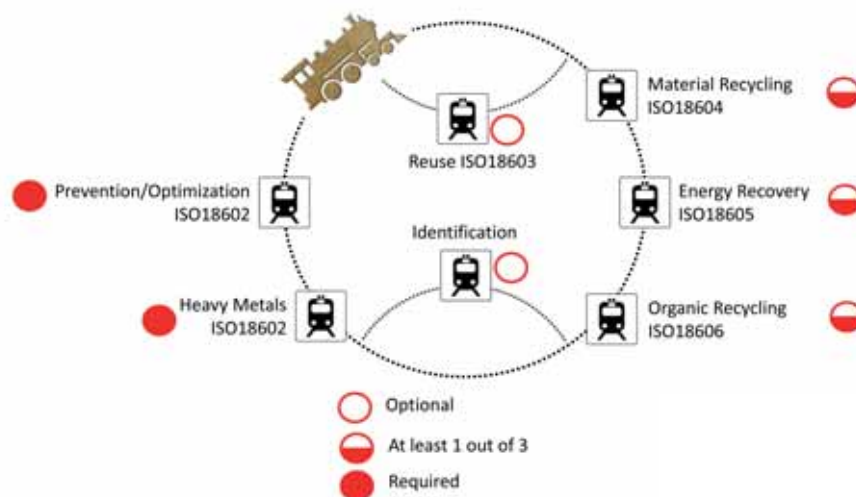 Material Recycling
ISO18604
Reuse ISO18603
Prevention/Optimization
ISO18602
Energy Recovery
ISO18605
Identification
Heavy Metals
ISO18602
Organic Recycling
ISO18606
Optional
At least 1 out of 3
Required